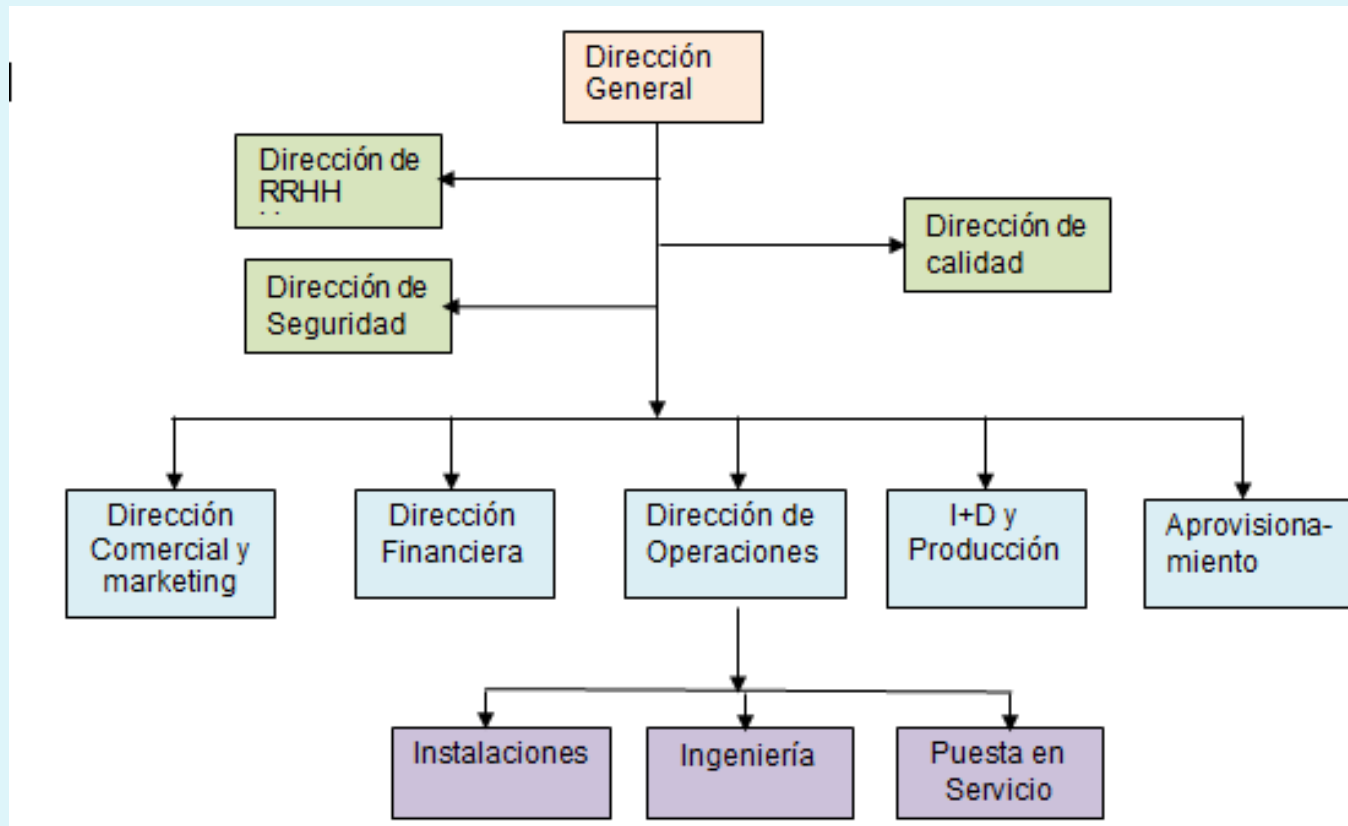 Dirección
General
Dirección de
RRHH
Dirección de
calidad
Dirección de
Seguridad
Dirección
Comercial y
marketing
Dirección
Financiera
Dirección de
Operaciones
I+D y
Producción
Aprovisiona-
miento
Instalaciones
Ingeniería
Puesta en
Servicio